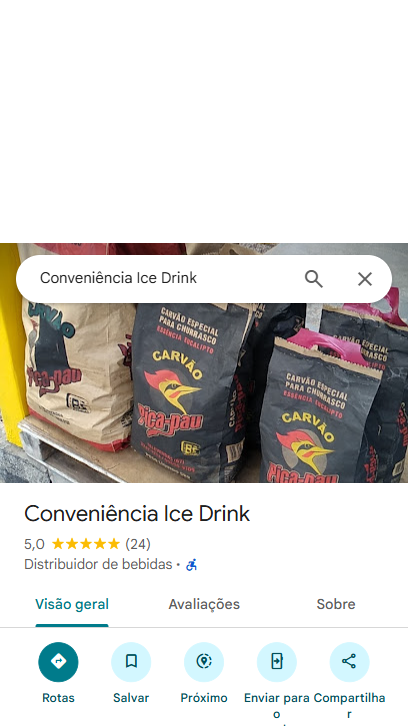 Conveniência Ice Drink
CARVÃO ESPECIAL
PARA CHURRASCO
ESSÊNCIA EUCALIPTO
CARVÃO
Pica-pau
CARVÃO ESPECIAL
PARA CHURRASCO
ESSÊNCIA EUCALIPTO
CARVÃO
Pica-pau
Pica-pau
Conveniência Ice Drink
5,0 (24)
Distribuidor de bebidas ·
Visão geral Avaliações Sobre
Rotas Salvar Próximo Enviar para Compartilha
o r